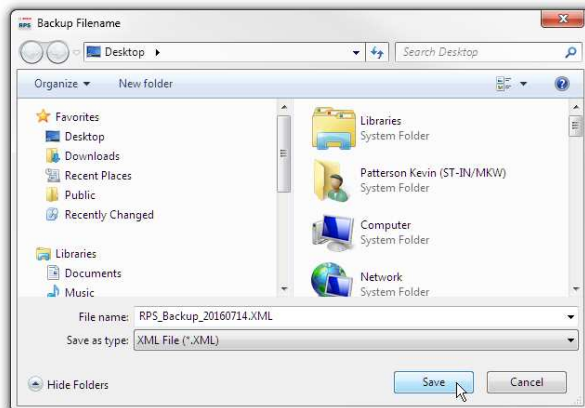 RPS Backup Filename
Desktop
Search Desktop
Organize
New folder
Favorites
Desktop
Downloads
Recent Places
Public
Recently Changed
Libraries
Documents
Music
Libraries
System Folder
Patterson Kevin (ST-IN/MKW)
System Folder
Computer
System Folder
Network
System Folder
File name: RPS_Backup_20160714.XML
Save as type: XML File (*.XML)
Hide Folders
Save
Cancel